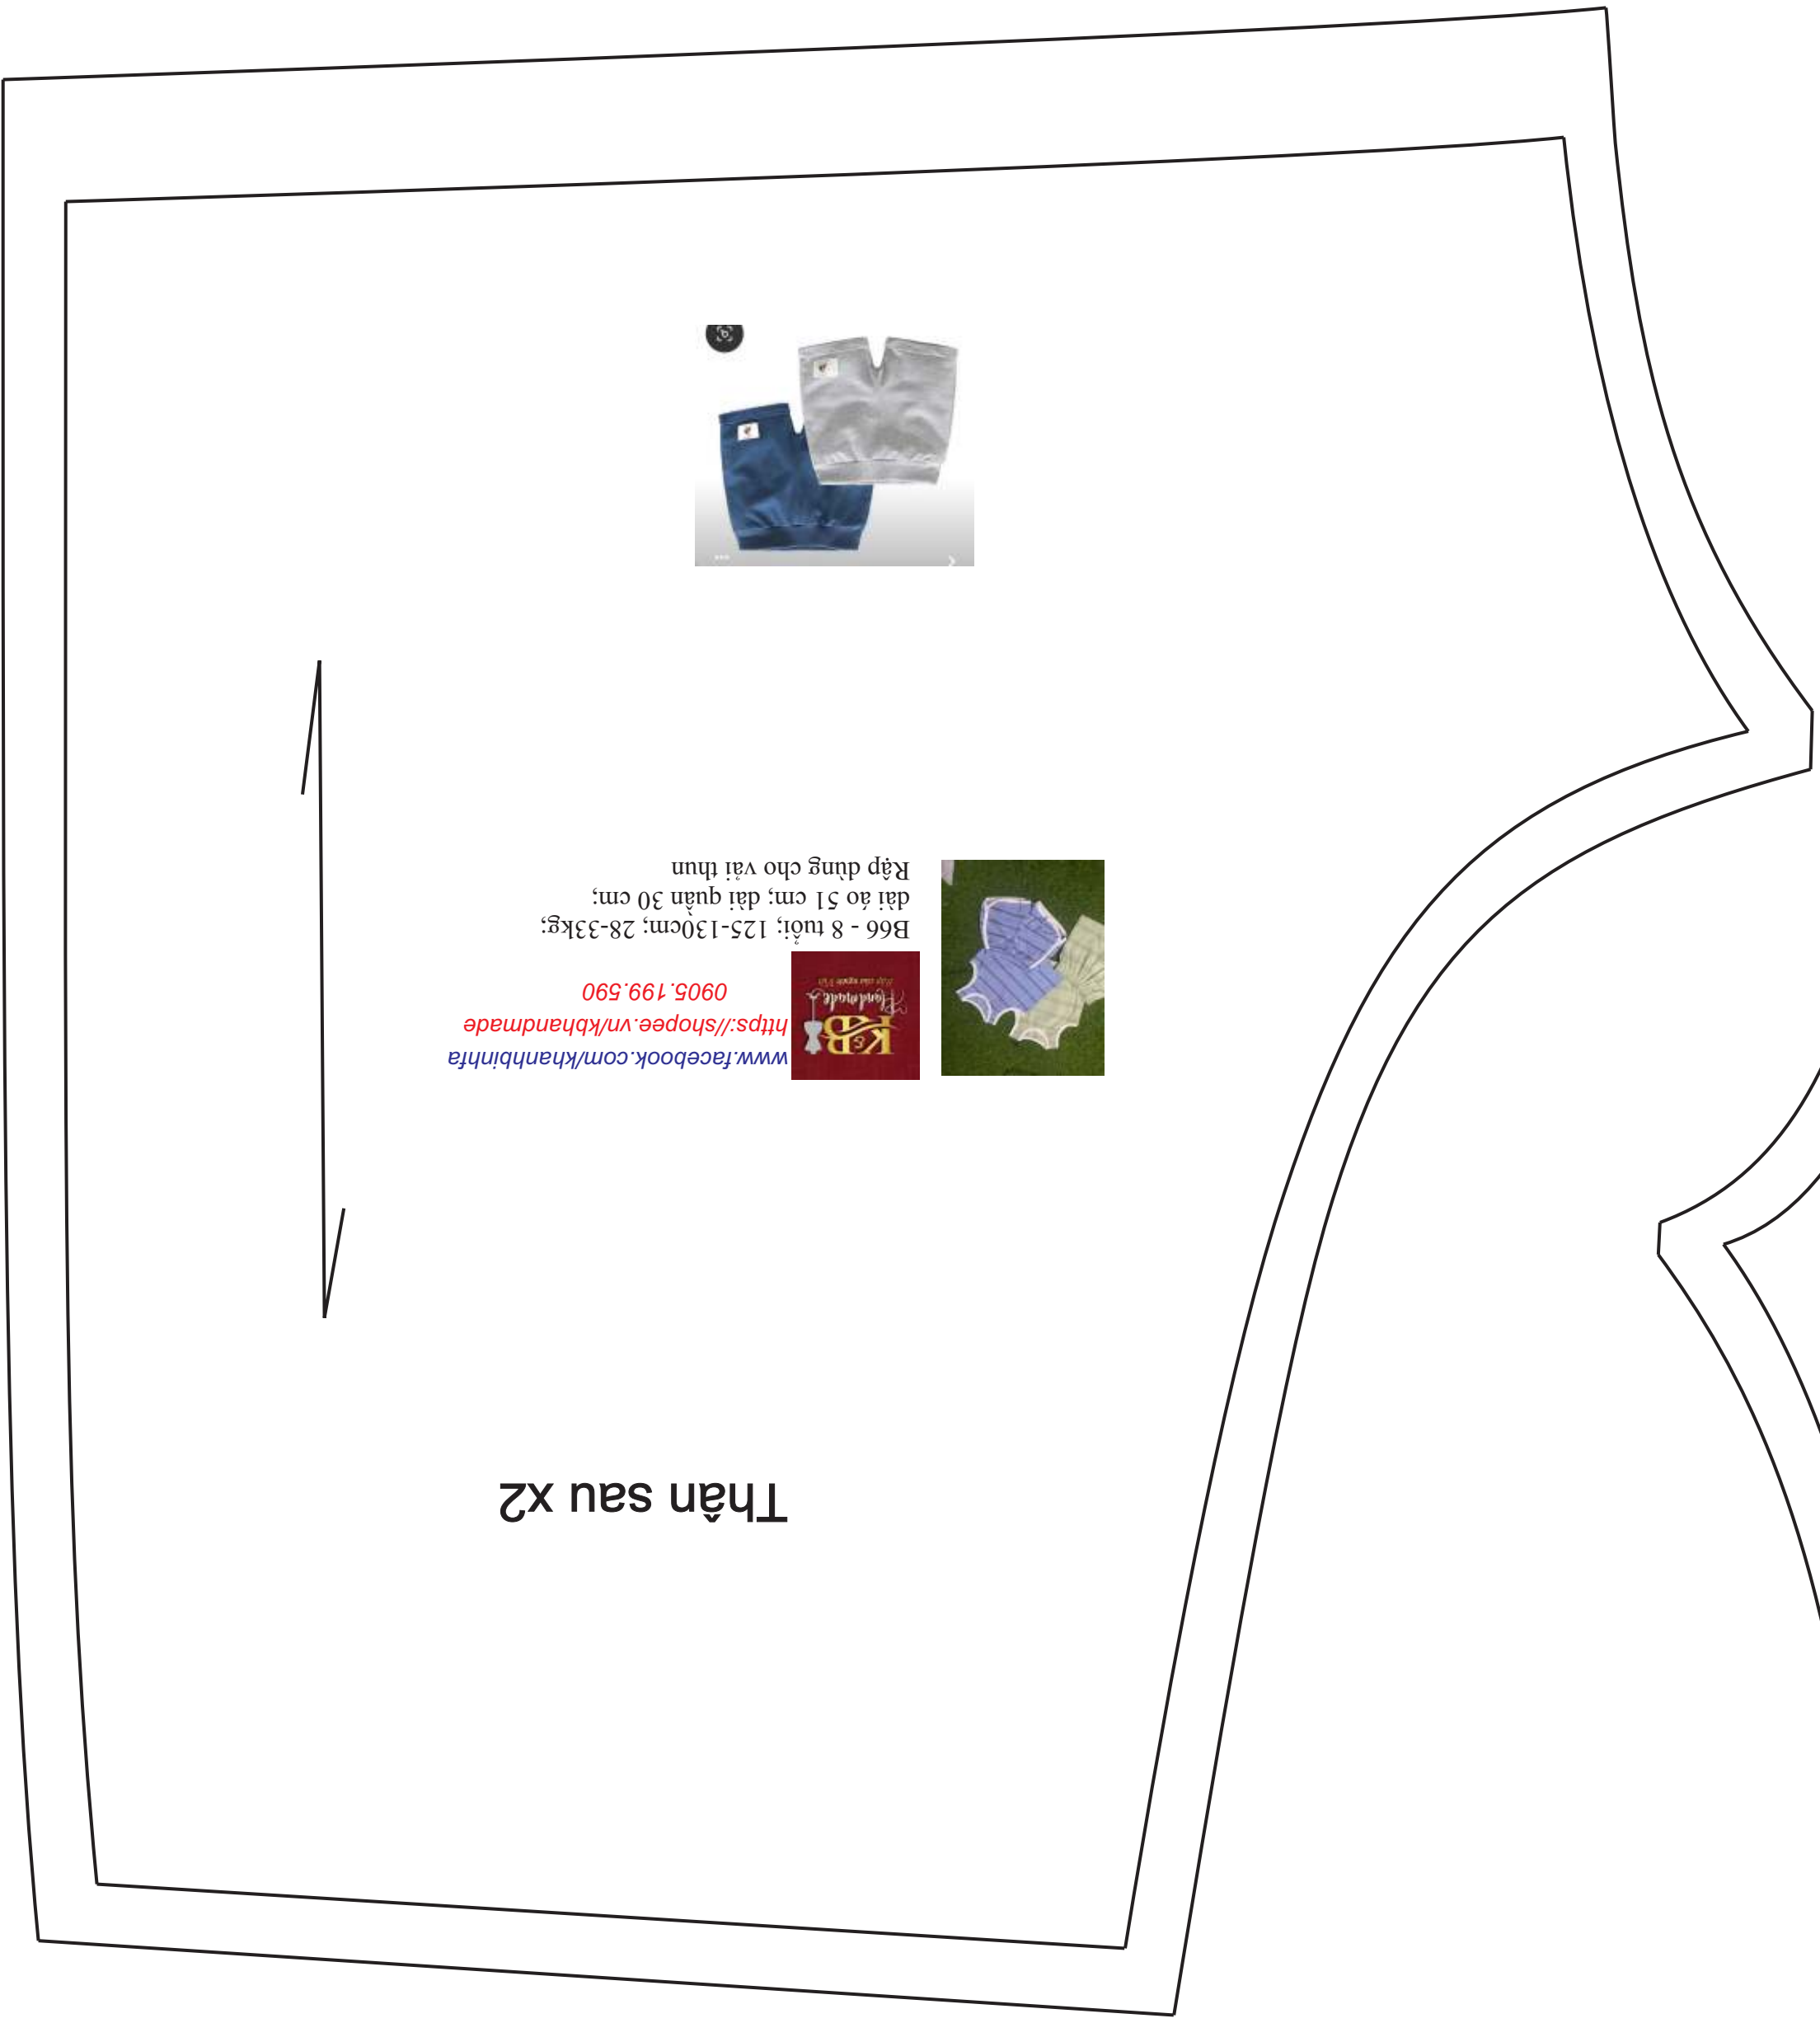 Thân sau x2
www.facebook.com/khanhbinhfa
https://shopee.vn/kbhandmade
0905.199.590
K&B
Handmade
B66 - 8 tuổi; 125-130cm; 28-33kg;
dài áo 51 cm; dài quần 30 cm;
Rập dùng cho vải thun